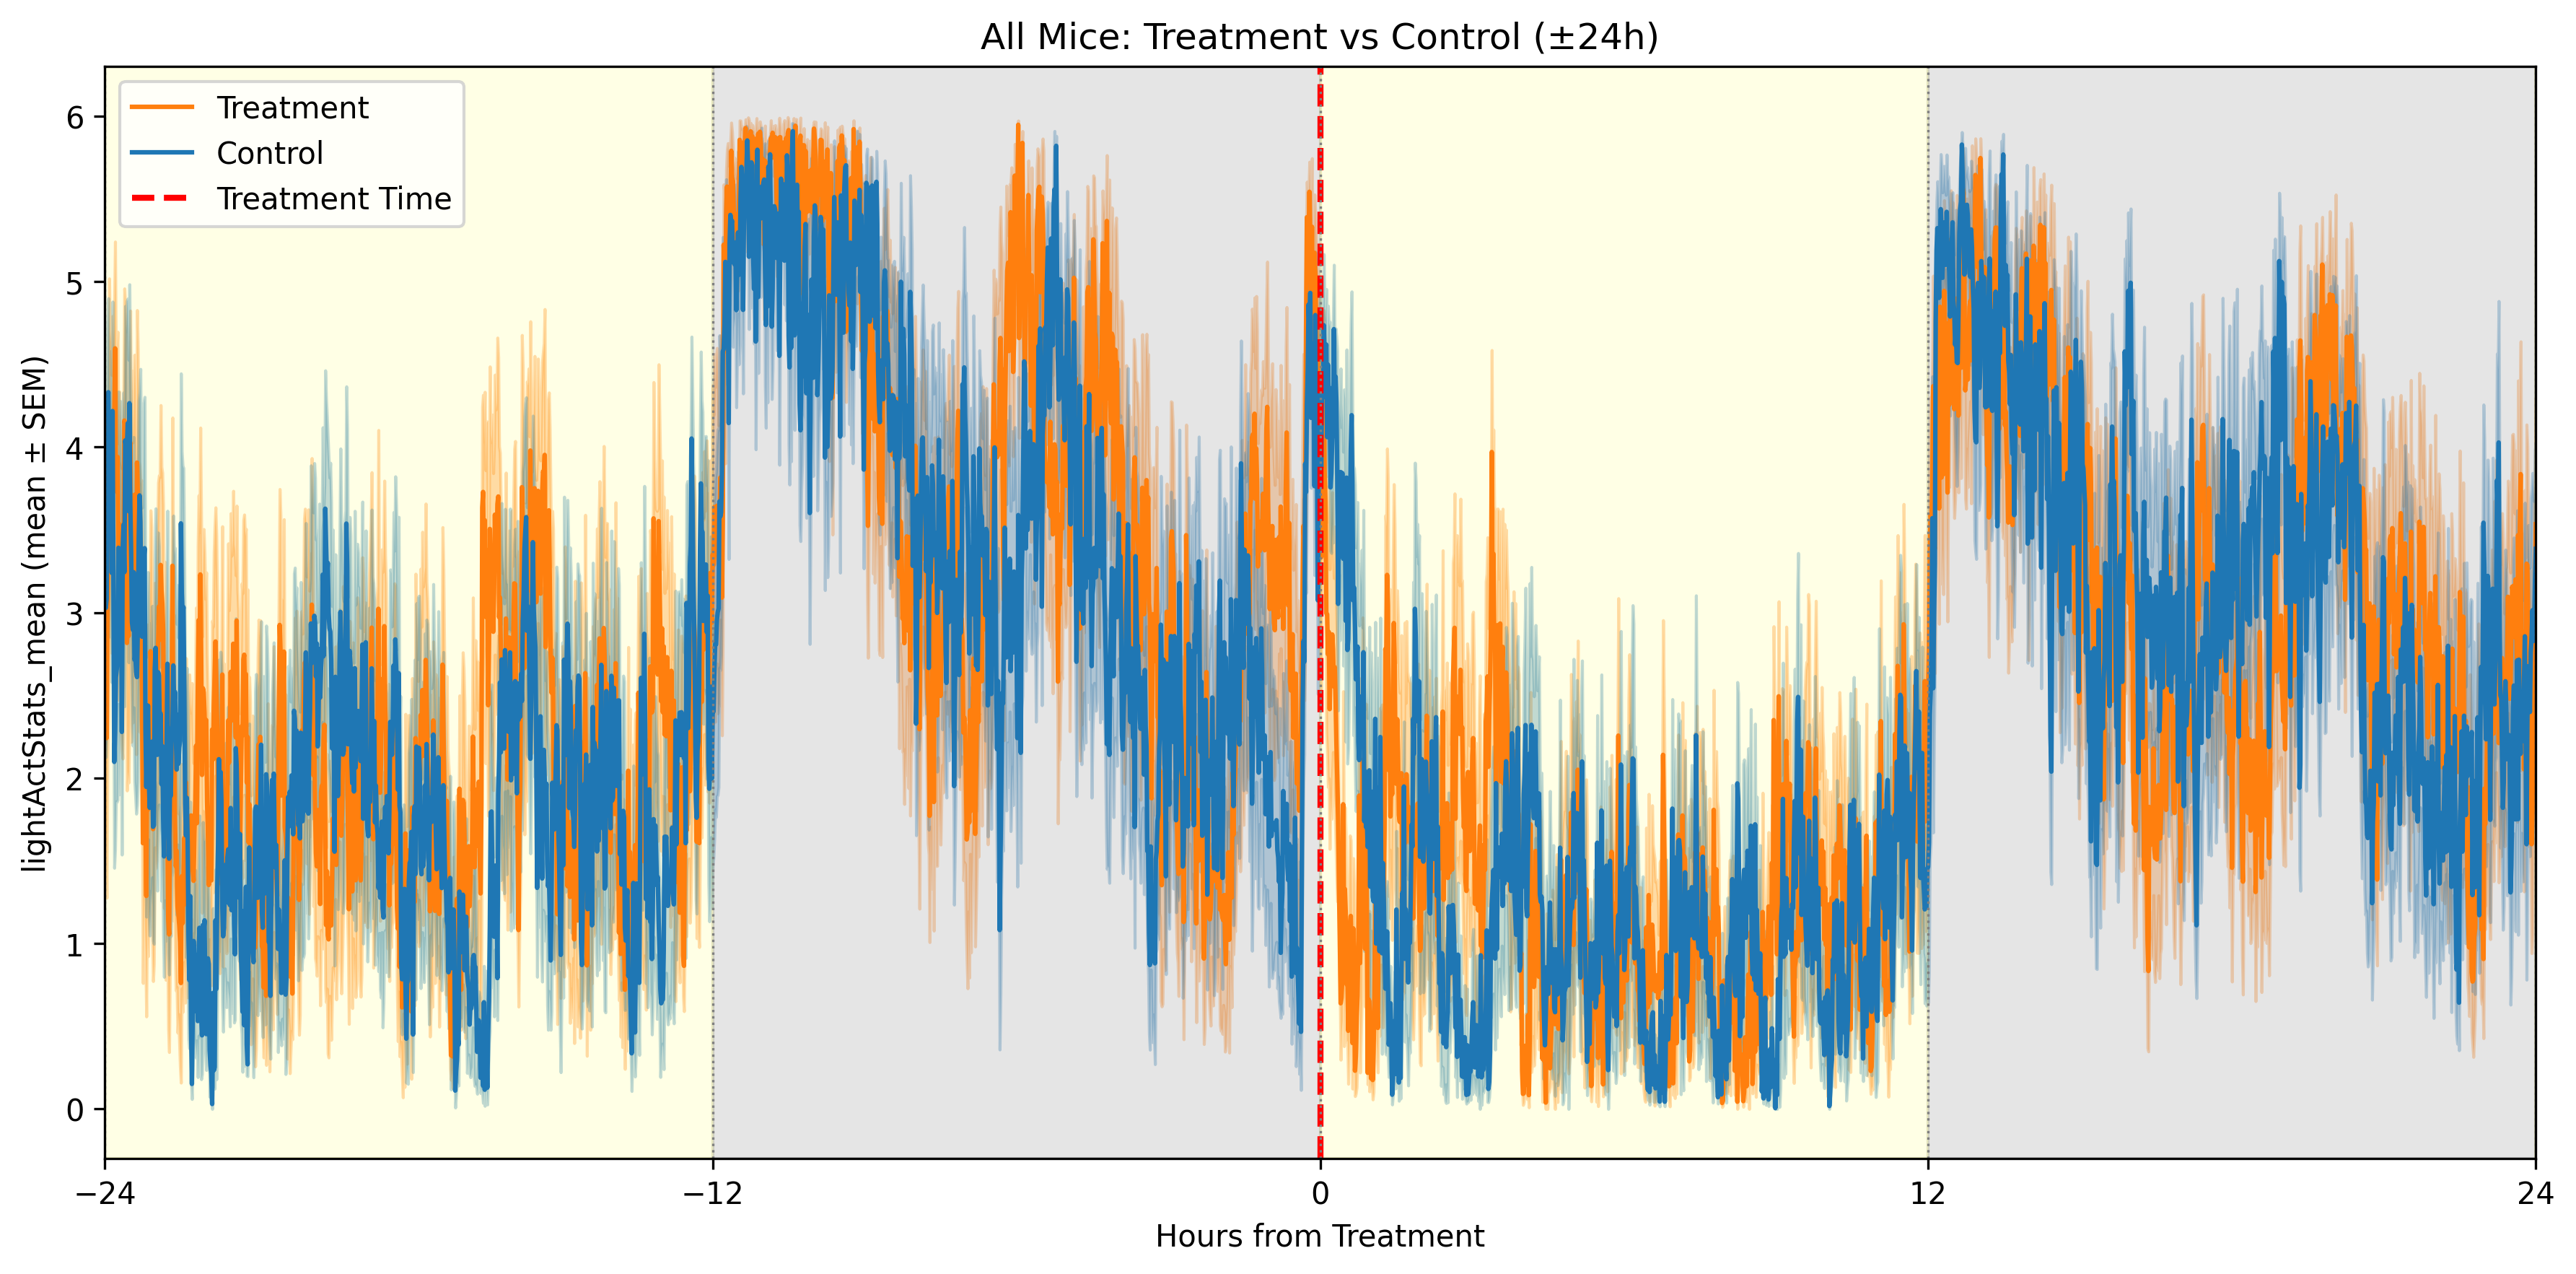 All Mice: Treatment vs Control (±24h)
Treatment
Control
Treatment Time
lightActStats_mean (mean ± SEM)
6
5
4
3
2
1
0
−24
−12
0
12
24
Hours from Treatment